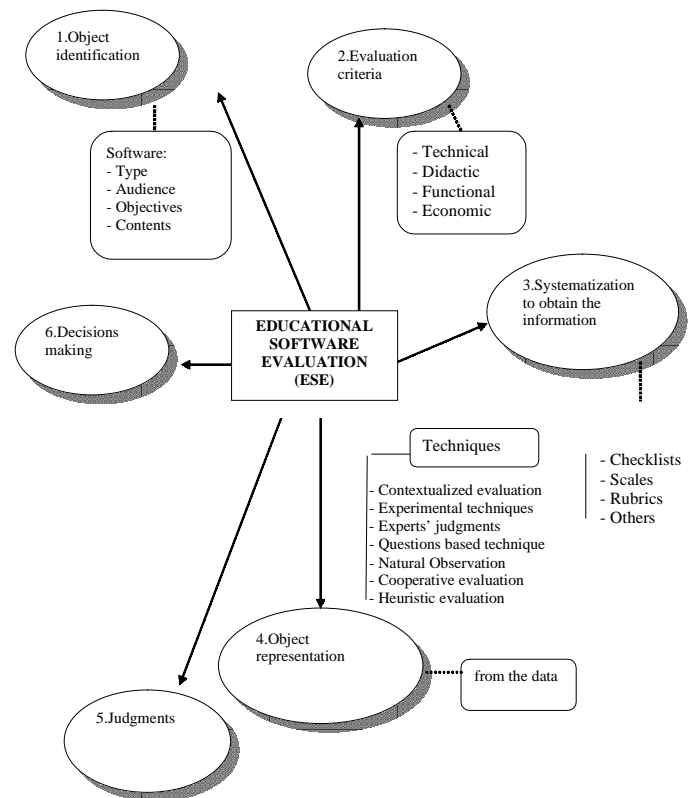 1.Object
identification
2.Evaluation
criteria
Software:
- Type
- Audience
- Objectives
- Contents
- Technical
- Didactic
- Functional
- Economic
3.Systematization
to obtain the
information
6.Decisions
making
EDUCATIONAL
SOFTWARE
EVALUATION
(ESE)
Techniques
- Contextualized evaluation
- Experimental techniques
- Experts’ judgments
- Questions based technique
- Natural Observation
- Cooperative evaluation
- Heuristic evaluation
- Checklists
- Scales
- Rubrics
- Others
4.Object
representation
from the data
5.Judgments